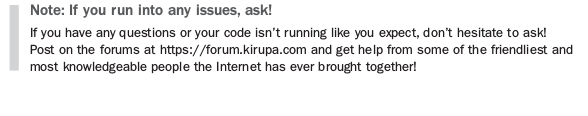 Note: If you run into any issues, ask!
If you have any questions or your code isn’t running like you expect, don’t hesitate to ask!
Post on the forums at https://forum.kirupa.com and get help from some of the friendliest and
most knowledgeable people the Internet has ever brought together!